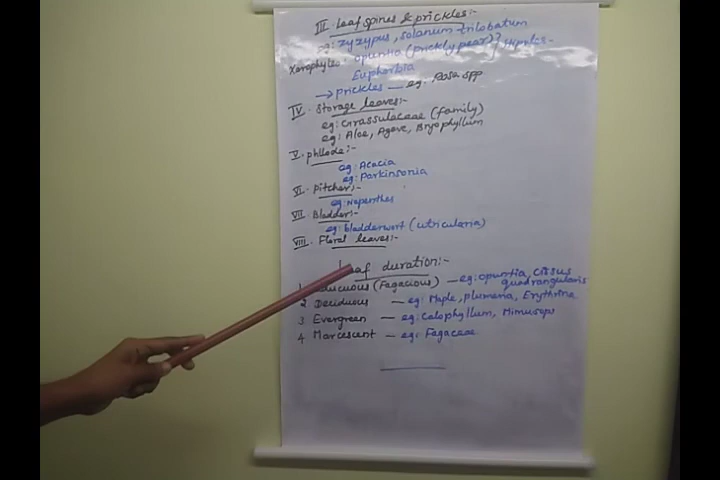 III. Leaf spines & prickles:-
eg: Zyzypus, Solanum trilobatum
Xerophytes: opuntia (prickly pear)?
Euphorbia
→ Prickles — eg. Rosa spp
IV. Storage leaves:-
eg: Crassulaceae (family)
eg: Aloe, Agave, Bryophyllum
V. phllode:-
eg: Acacia
eg: Parkinsonia
VI. Pitcher:-
eg: Nepenthes
VII. Bladder:-
eg: bladderwort (utricularia)
VIII. Floral leaves:-
Leaf duration:-
(Fagacious) — eg: opuntia, Cissus quadrangularis
2 Deciduous — eg: Maple, plumeria, Erythrina
3 Evergreen — eg: Calophyllum, Mimusops
4 Marcescent — eg: Fagaceae